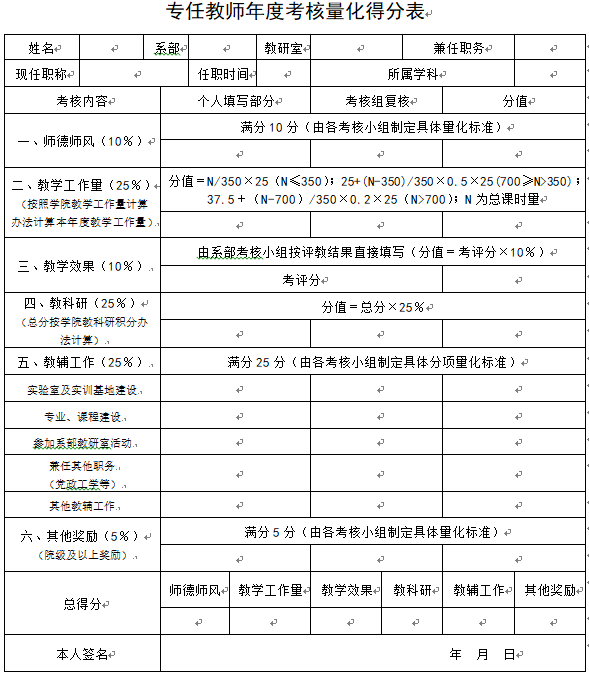 专任教师年度考核量化得分表
姓名 系部 教研室 兼任职务
现任职称 任职时间 所属学科
考核内容 个人填写部分 考核组复核 分值
一、师德师风（10％） 满分10分（由各考核小组制定具体量化标准）
二、教学工作量（25％）
（按照学院教学工作量计算
办法计算本年度教学工作量）
分值＝N/350×25（N≤350）；25+(N-350)/350×0.5×25(700≥N>350)；
37.5＋（N-700）/350×0.2×25（N>700）；N为总课时量
三、教学效果（10％）
由系部考核小组按评教结果直接填写（分值＝考评分×10％）
考评分
四、教科研（25％）
（总分按学院教科研积分办
法计算）
分值＝总分×25％
五、教辅工作（25％） 满分25分（由各考核小组制定具体分项量化标准）
实验室及实训基地建设
专业、课程建设
参加系部教研室活动
兼任其他职务
（党政工学等）
其他教辅工作
六、其他奖励（5％）
（院级及以上奖励）
满分5分（由各考核小组制定具体量化标准）
总得分 师德师风 教学工作量 教学效果 教科研 教辅工作 其他奖励
本人签名 年 月 日